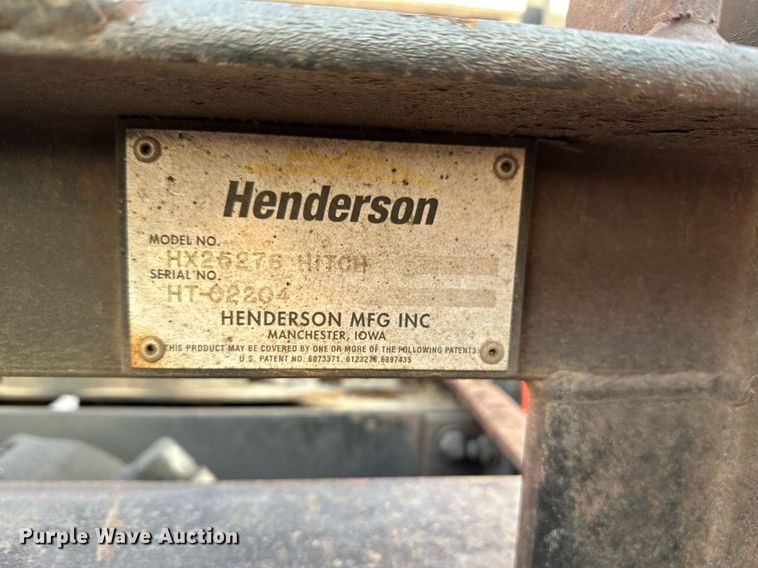 Henderson
MODEL NO.
HX26276 HITCH
SERIAL NO.
HT-02204
HENDERSON MFG INC
MANCHESTER, IOWA
THIS PRODUCT MAY BE COVERED BY ONE OR MORE OF THE FOLLOWING PATENTS
U.S. PATENT NO. 6073371, 6123276, 6397435
Purple Wave Auction